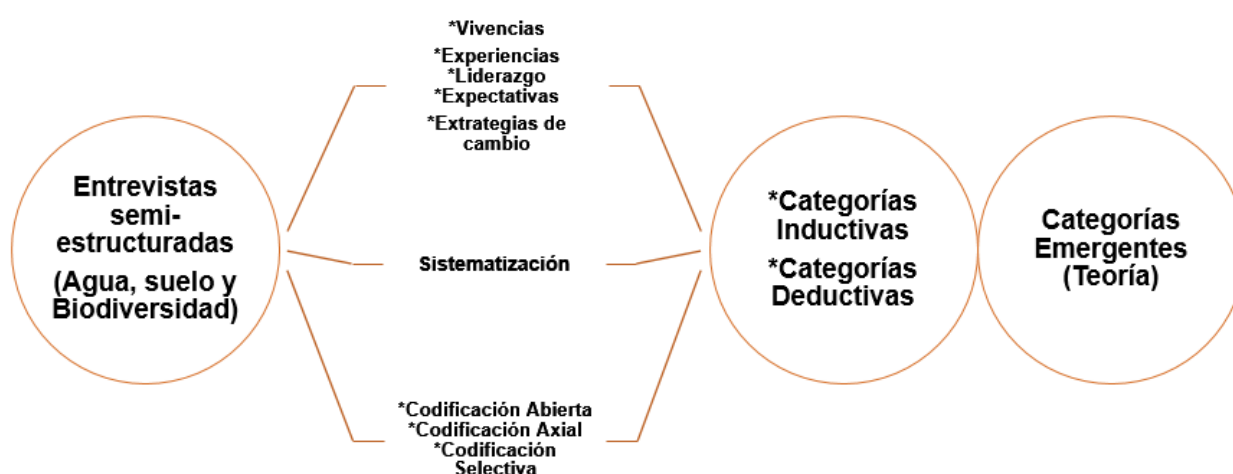 Entrevistas
semi-
estructuradas
(Agua, suelo y
Biodiversidad)
*Vivencias
*Experiencias
*Liderazgo
*Expectativas
*Extrategias de
cambio
Sistematización
*Codificación Abierta
*Codificación Axial
*Codificación
Selectiva
*Categorías
Inductivas
*Categorías
Deductivas
Categorías
Emergentes
(Teoría)